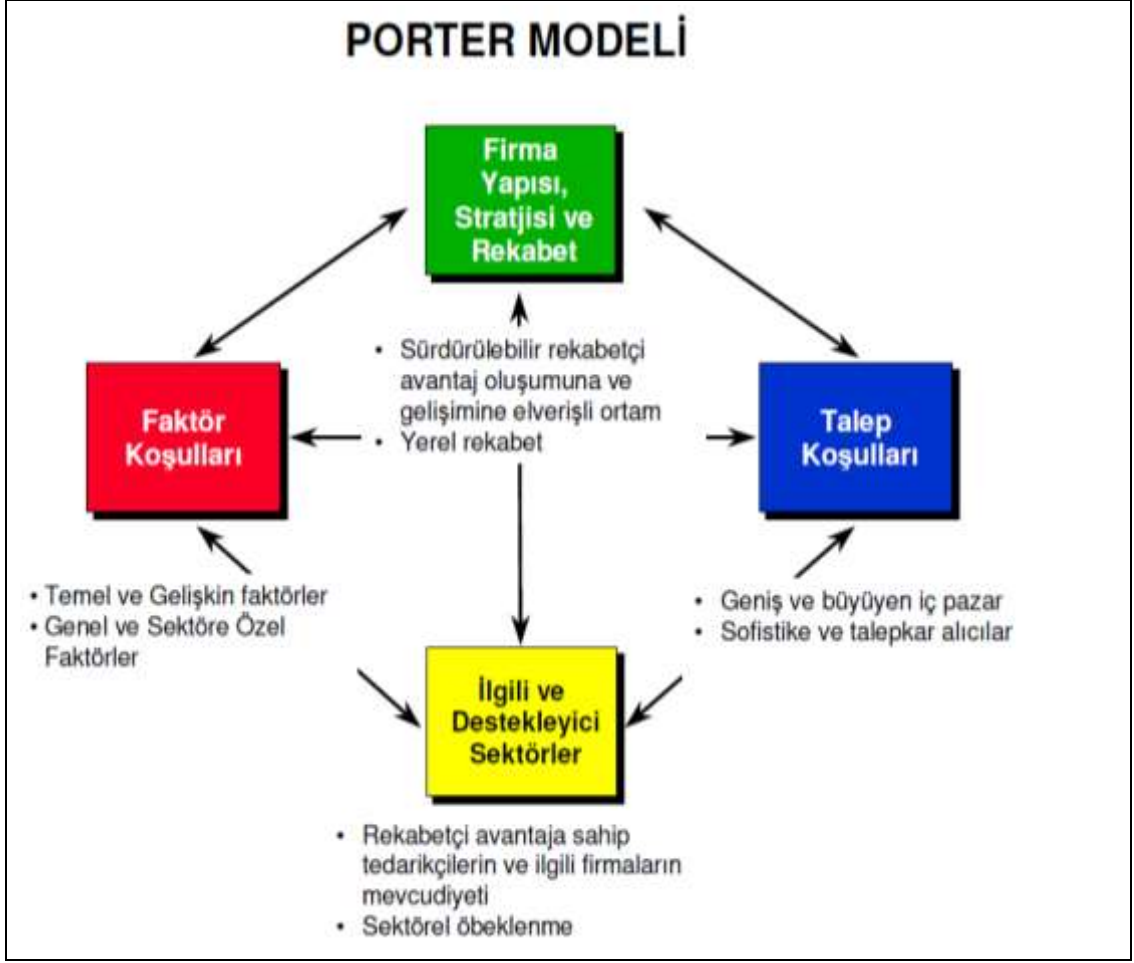 PORTER MODELİ
Firma
Yapısı,
Stratjisi ve
Rekabet
• Sürdürülebilir rekabetçi
avantaj oluşumuna ve
gelişimine elverişli ortam
• Yerel rekabet
Faktör
Koşulları
Talep
Koşulları
• Temel ve Gelişkin faktörler
• Genel ve Sektöre Özel
Faktörler
• Geniş ve büyüyen iç pazar
• Sofistike ve talepkar alıcılar
İlgili ve
Destekleyici
Sektörler
• Rekabetçi avantaja sahip
tedarikçilerin ve ilgili firmaların
mevcudiyeti
• Sektörel öbeklenme